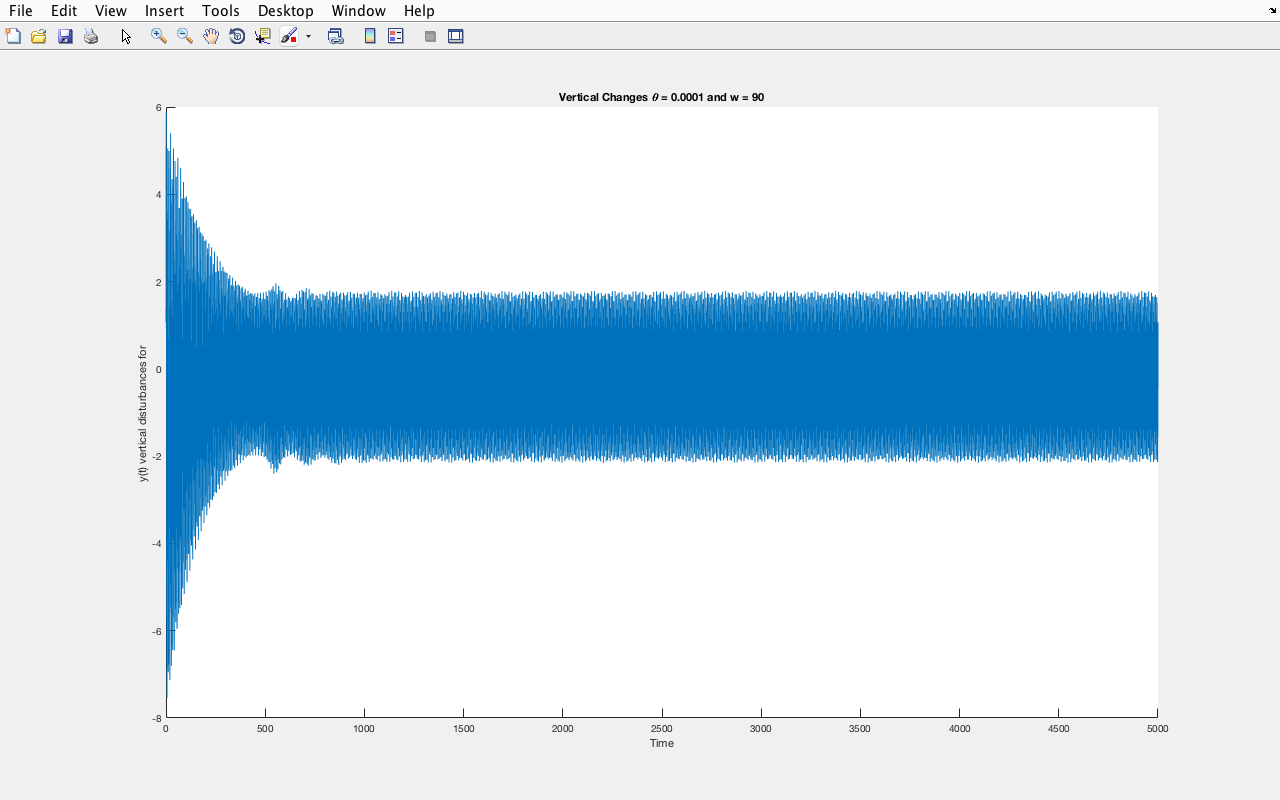 File Edit View Insert Tools Desktop Window Help
Vertical Changes θ = 0.0001 and w = 90
6
4
2
0
-2
-4
-6
-8
y(t) vertical disturbances for
0 500 1000 1500 2000 2500 3000 3500 4000 4500 5000
Time